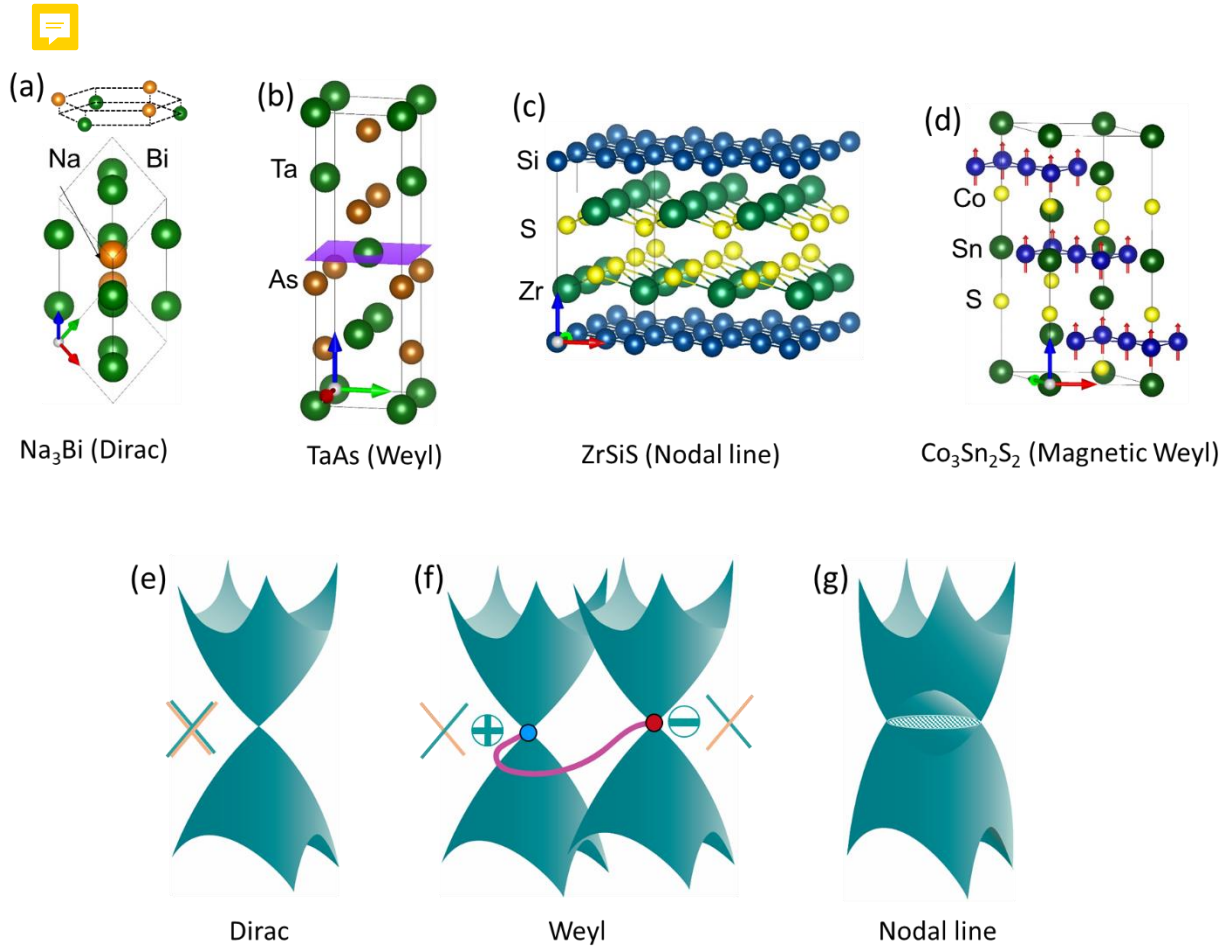 (a)
Na
Bi
Na₃Bi (Dirac)
(b)
Ta
As
TaAs (Weyl)
(c)
Si
S
Zr
ZrSiS (Nodal line)
(d)
Co
Sn
S
Co₃Sn₂S₂ (Magnetic Weyl)
(e)
Dirac
(f)
+
−
Weyl
(g)
Nodal line